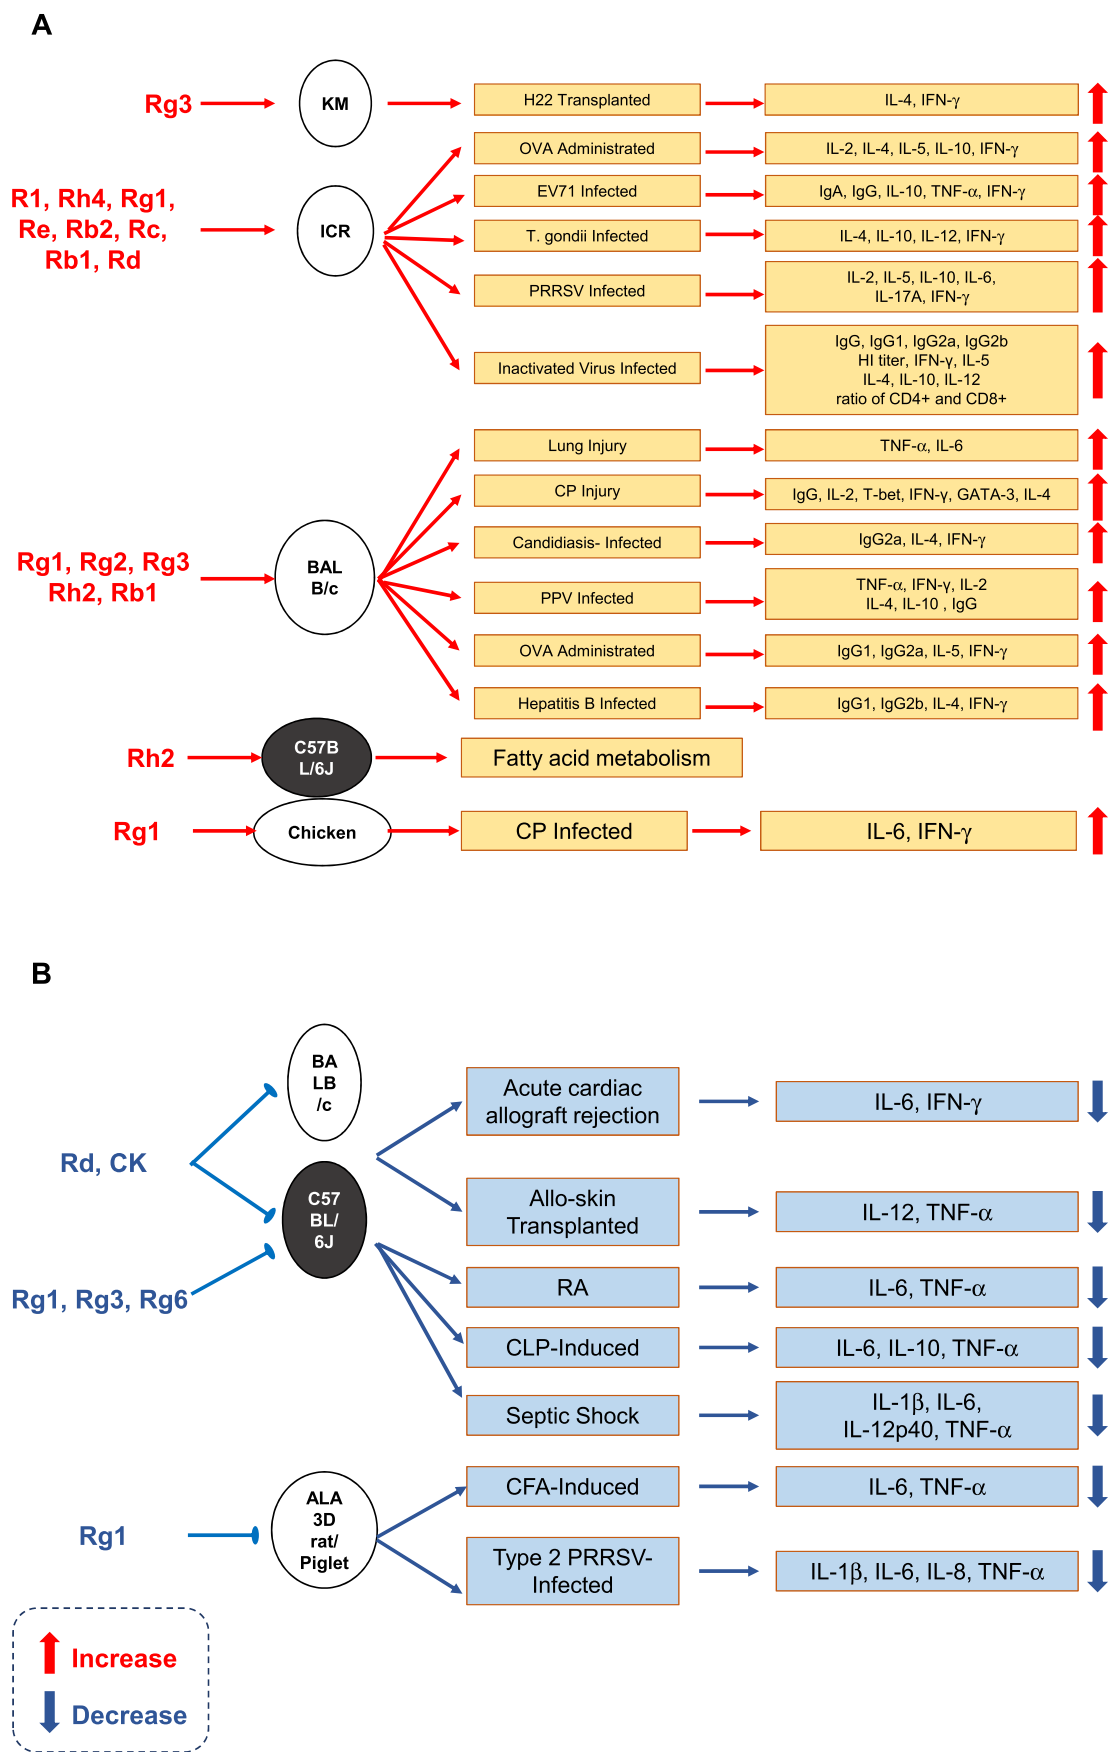 A
Rg3
KM
H22 Transplanted
IL-4, IFN-γ
R1, Rh4, Rg1,
Re, Rb2, Rc,
Rb1, Rd
ICR
OVA Administrated
IL-2, IL-4, IL-5, IL-10, IFN-γ
EV71 Infected
IgA, IgG, IL-10, TNF-α, IFN-γ
T. gondii Infected
IL-4, IL-10, IL-12, IFN-γ
PRRSV Infected
IL-2, IL-5, IL-10, IL-6,
IL-17A, IFN-γ
Inactivated Virus Infected
IgG, IgG1, IgG2a, IgG2b
HI titer, IFN-γ, IL-5
IL-4, IL-10, IL-12
ratio of CD4+ and CD8+
Rg1, Rg2, Rg3
Rh2, Rb1
BAL
B/c
Lung Injury
TNF-α, IL-6
CP Injury
IgG, IL-2, T-bet, IFN-γ, GATA-3, IL-4
Candidiasis- Infected
IgG2a, IL-4, IFN-γ
PPV Infected
TNF-α, IFN-γ, IL-2
IL-4, IL-10 , IgG
OVA Administrated
IgG1, IgG2a, IL-5, IFN-γ
Hepatitis B Infected
IgG1, IgG2b, IL-4, IFN-γ
Rh2
C57B
L/6J
Fatty acid metabolism
Rg1
Chicken
CP Infected
IL-6, IFN-γ
B
Rd, CK
BA
LB
/c
Acute cardiac
allograft rejection
IL-6, IFN-γ
C57
BL/
6J
Allo-skin
Transplanted
IL-12, TNF-α
Rg1, Rg3, Rg6
RA
IL-6, TNF-α
CLP-Induced
IL-6, IL-10, TNF-α
Septic Shock
IL-1β, IL-6,
IL-12p40, TNF-α
Rg1
ALA
3D
rat/
Piglet
CFA-Induced
IL-6, TNF-α
Type 2 PRRSV-
Infected
IL-1β, IL-6, IL-8, TNF-α
Increase
Decrease